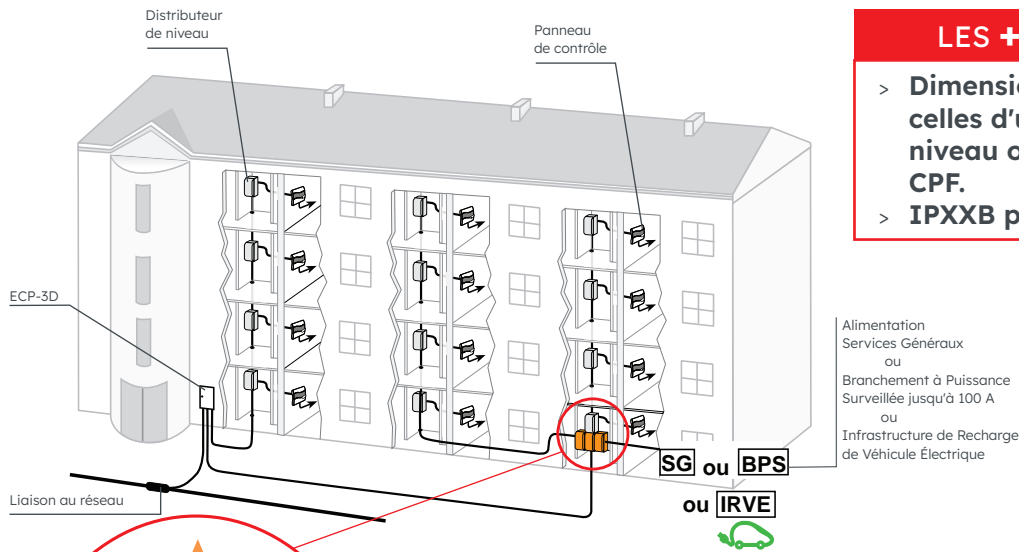 Distributeur
de niveau
Panneau
de contrôle
LES +
> Dimensi
celles d'u
niveau o
CPF.
> IPXXB p
ECP-3D
Alimentation
Services Généraux
ou
Branchement à Puissance
Surveillée jusqu'à 100 A
ou
Infrastructure de Recharge
de Véhicule Électrique
SG ou BPS
ou IRVE
Liaison au réseau